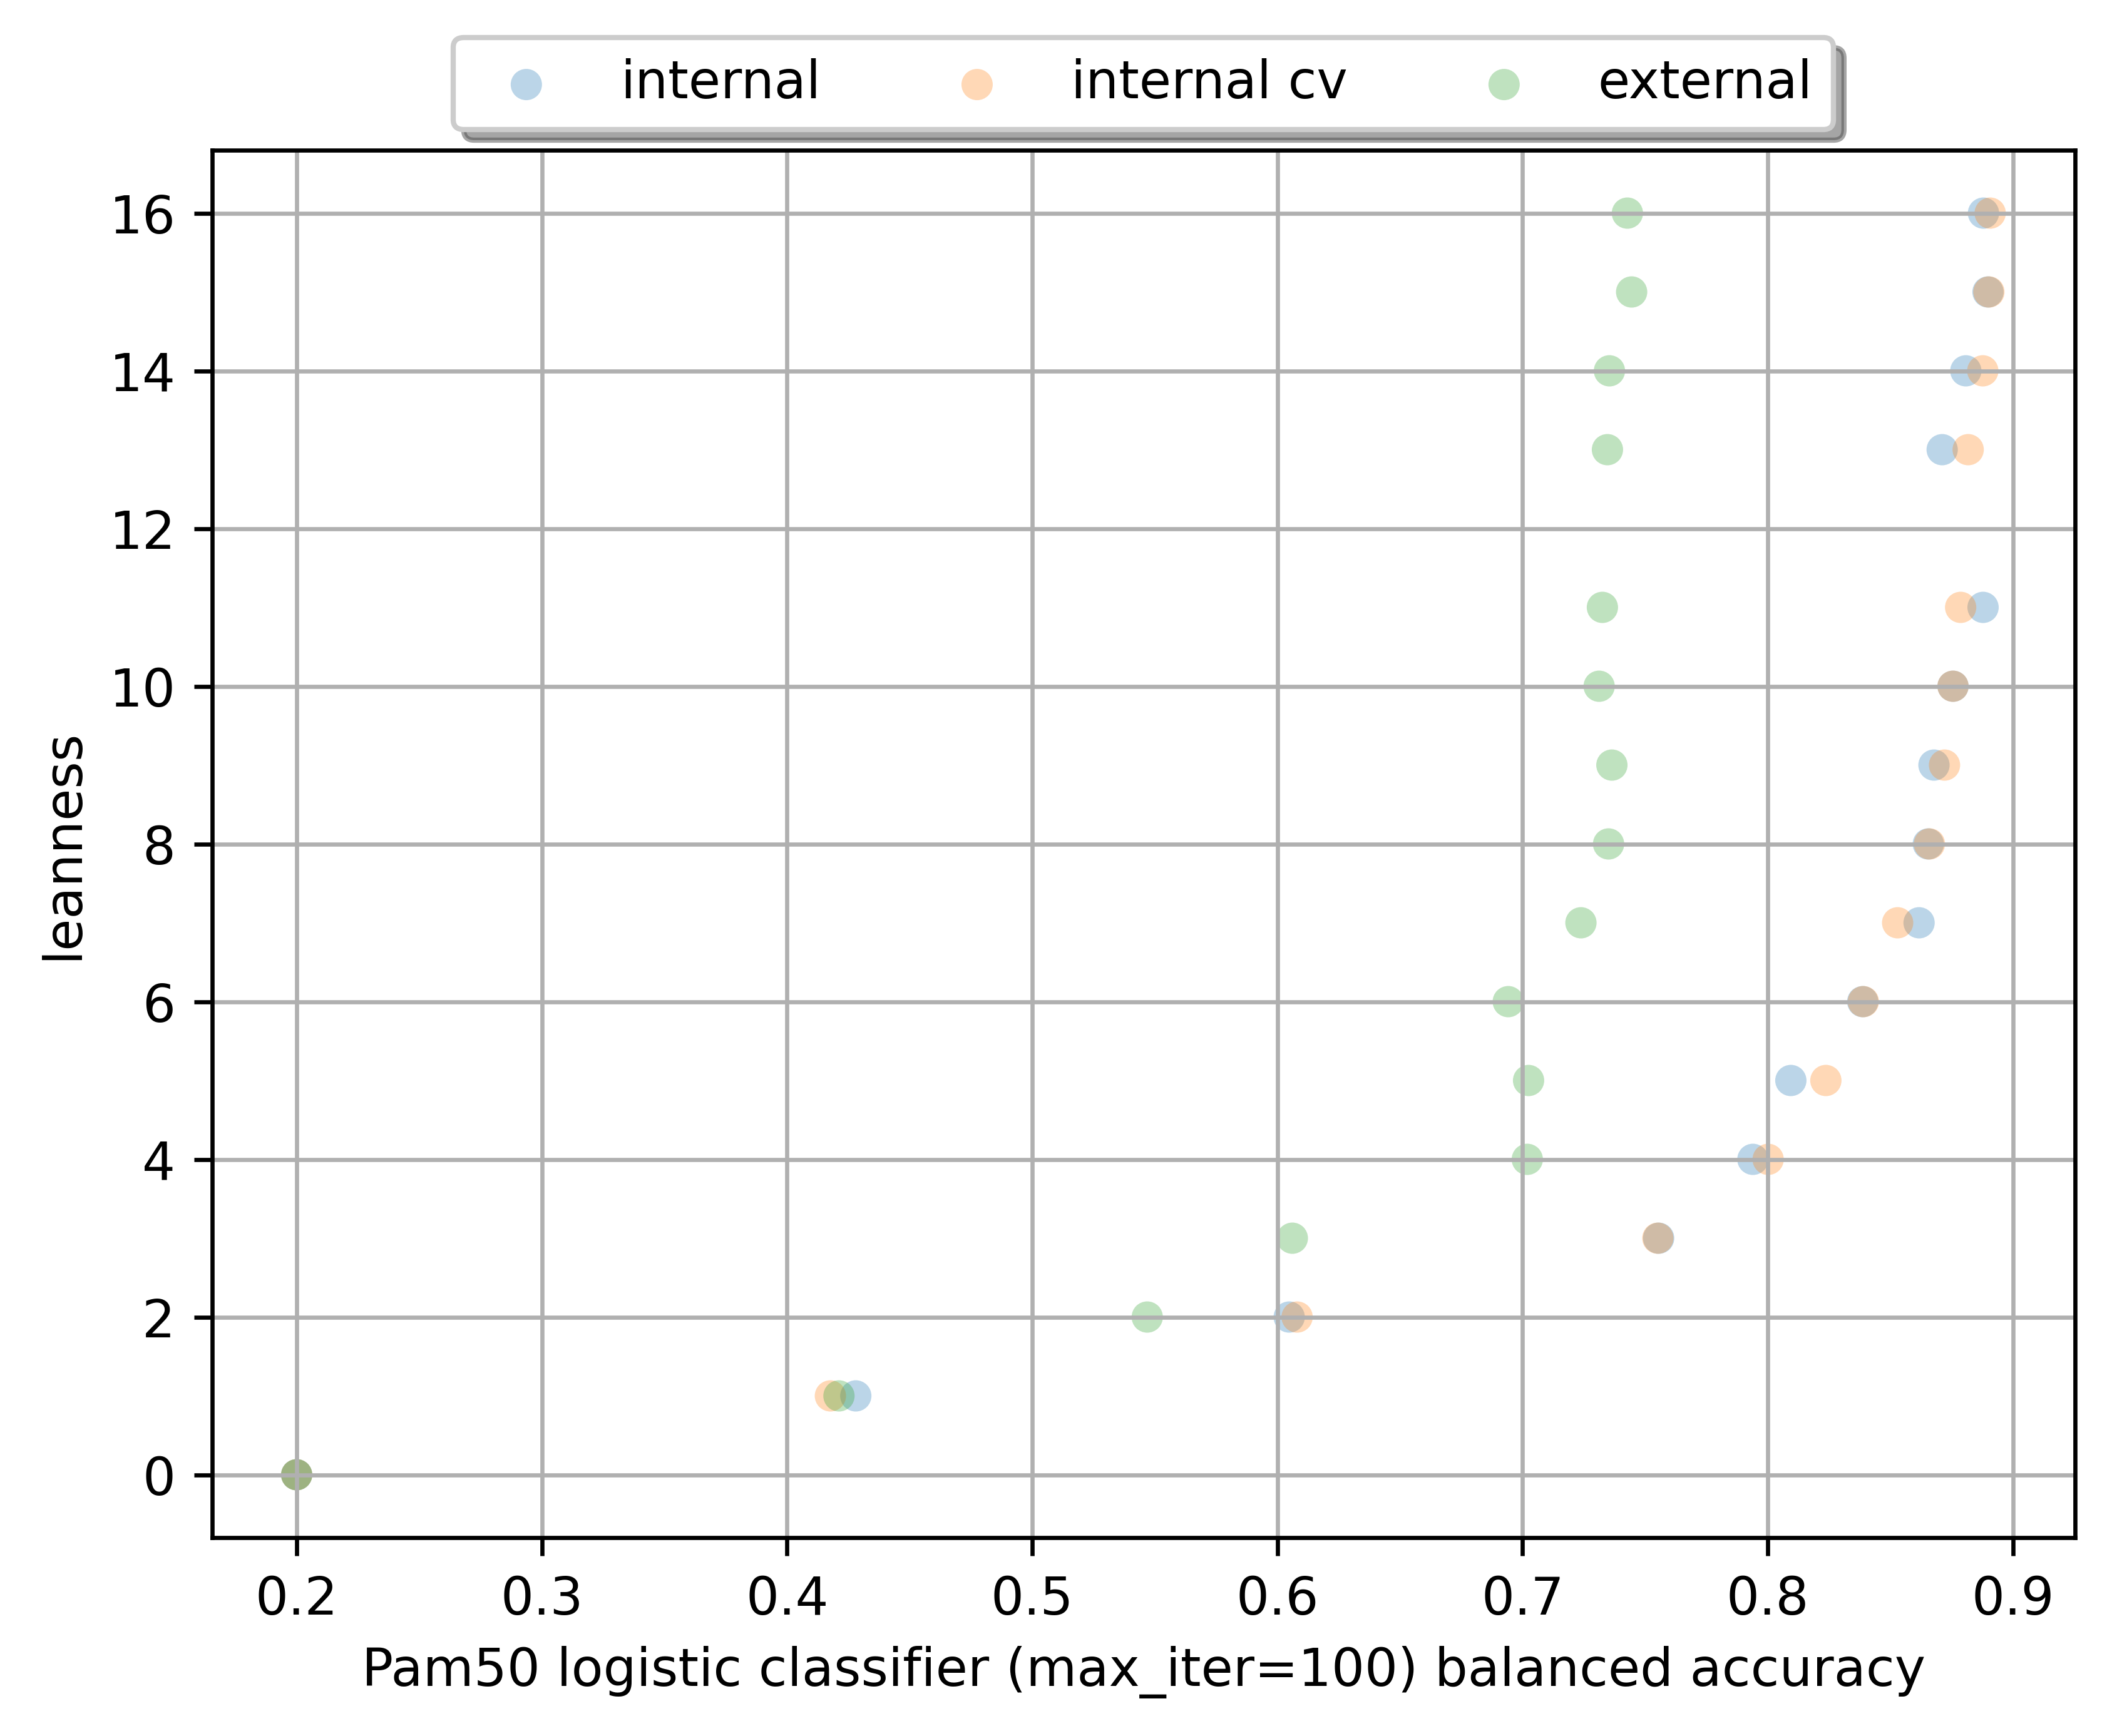 internal internal cv external
16
14
12
10
8
6
4
2
0
leanness
0.2 0.3 0.4 0.5 0.6 0.7 0.8 0.9
Pam50 logistic classifier (max_iter=100) balanced accuracy